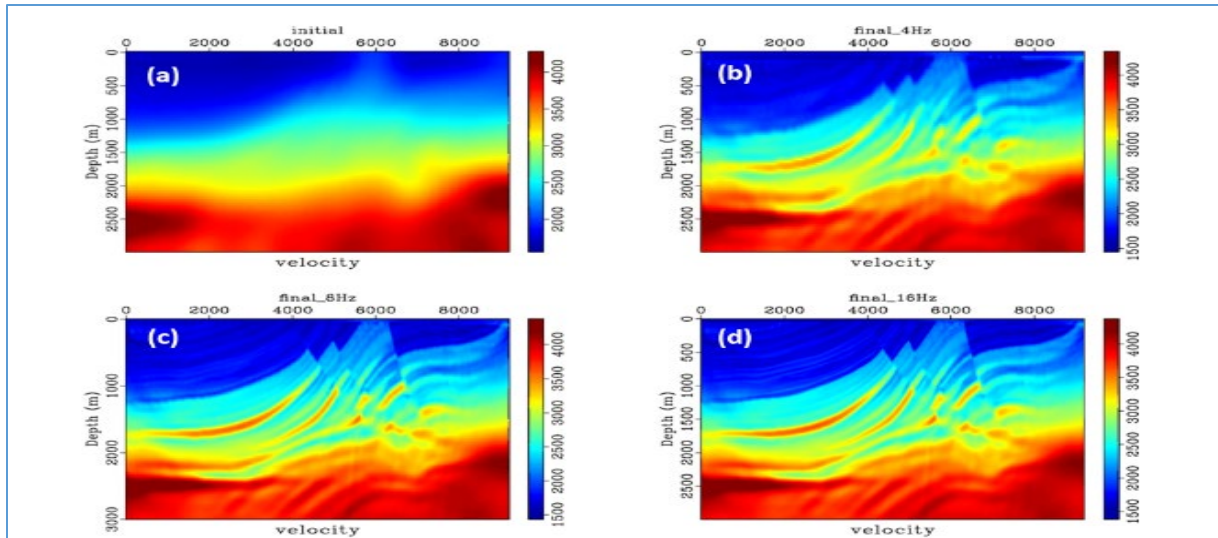 initial
0 2000 4000 6000 8000
(a)
Depth (m)
0 500 1000 1500 2000 2500
4000 3500 3000 2500 2000
velocity
final_4Hz
0 2000 4000 6000 8000
(b)
Depth (m)
0 500 1000 1500 2000 2500
4000 3500 3000 2500 2000 1500
velocity
final_8Hz
0 2000 4000 6000 8000
(c)
Depth (m)
0 1000 2000 3000
4000 3500 3000 2500 2000 1500
velocity
final_16Hz
0 2000 4000 6000 8000
(d)
Depth (m)
0 500 1000 1500 2000 2500
4000 3500 3000 2500 2000 1500
velocity